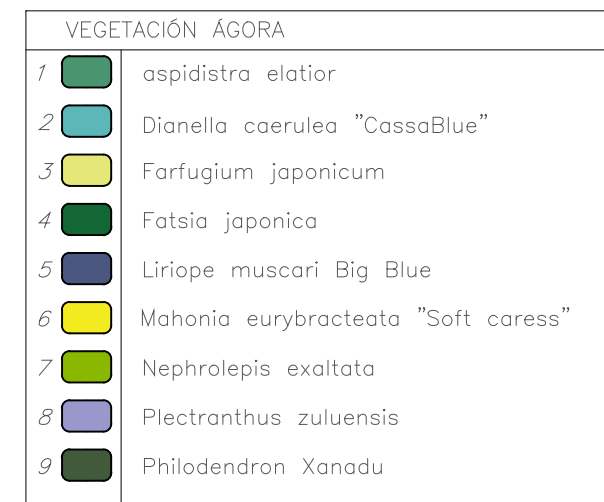 VEGETACIÓN ÁGORA
1 aspidistra elatior
2 Dianella caerulea "CassaBlue"
3 Farfugium japonicum
4 Fatsia japonica
5 Liriope muscari Big Blue
6 Mahonia eurybracteata "Soft caress"
7 Nephrolepis exaltata
8 Plectranthus zuluensis
9 Philodendron Xanadu